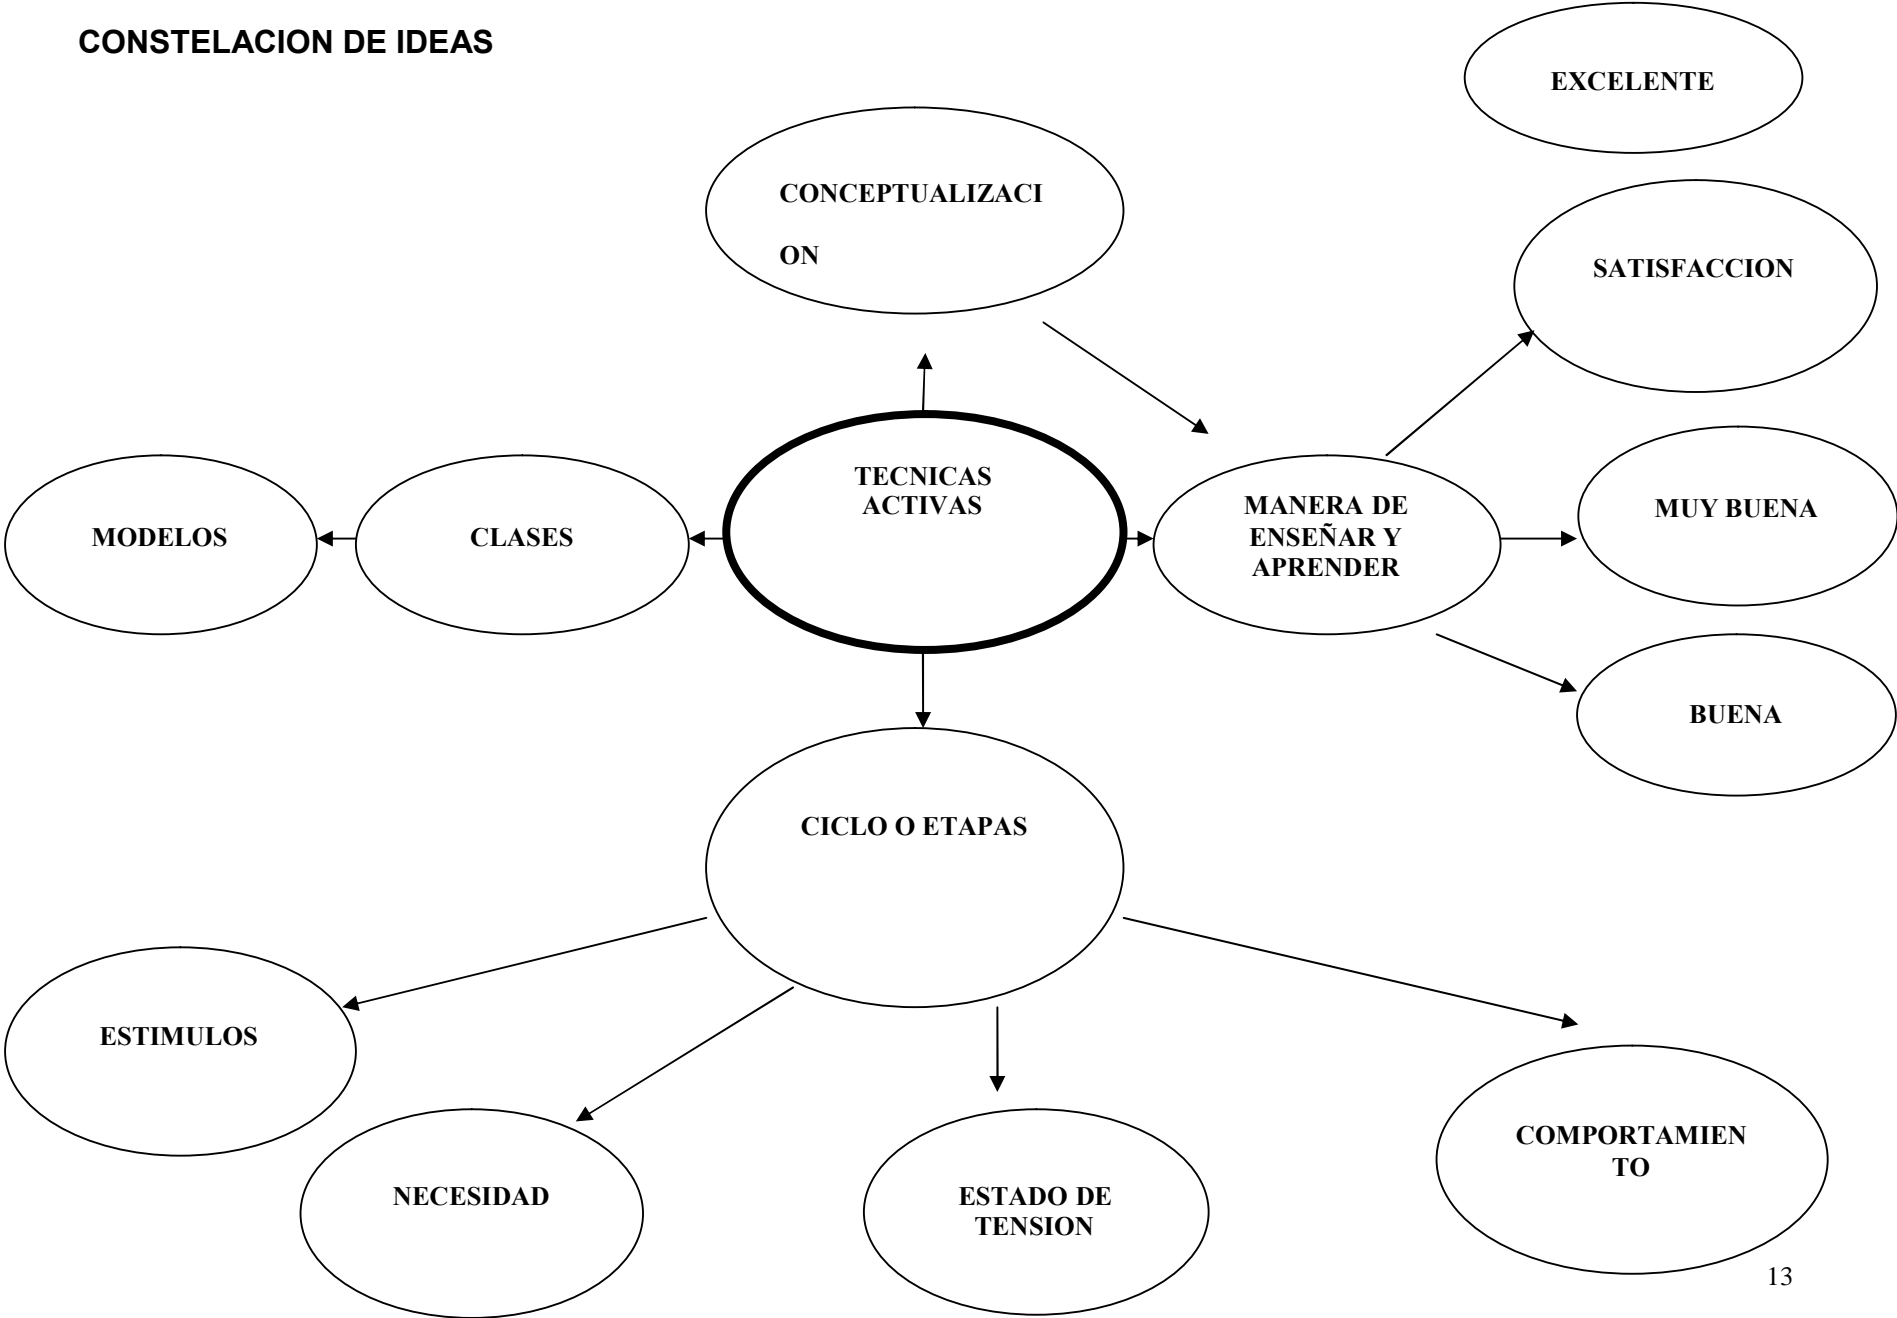 CONSTELACION DE IDEAS
EXCELENTE
CONCEPTUALIZACI
ON
SATISFACCION
TECNICAS
ACTIVAS
MANERA DE
ENSEÑAR Y
APRENDER
MUY BUENA
MODELOS
CLASES
BUENA
CICLO O ETAPAS
ESTIMULOS
NECESIDAD
ESTADO DE
TENSION
COMPORTAMIEN
TO
13